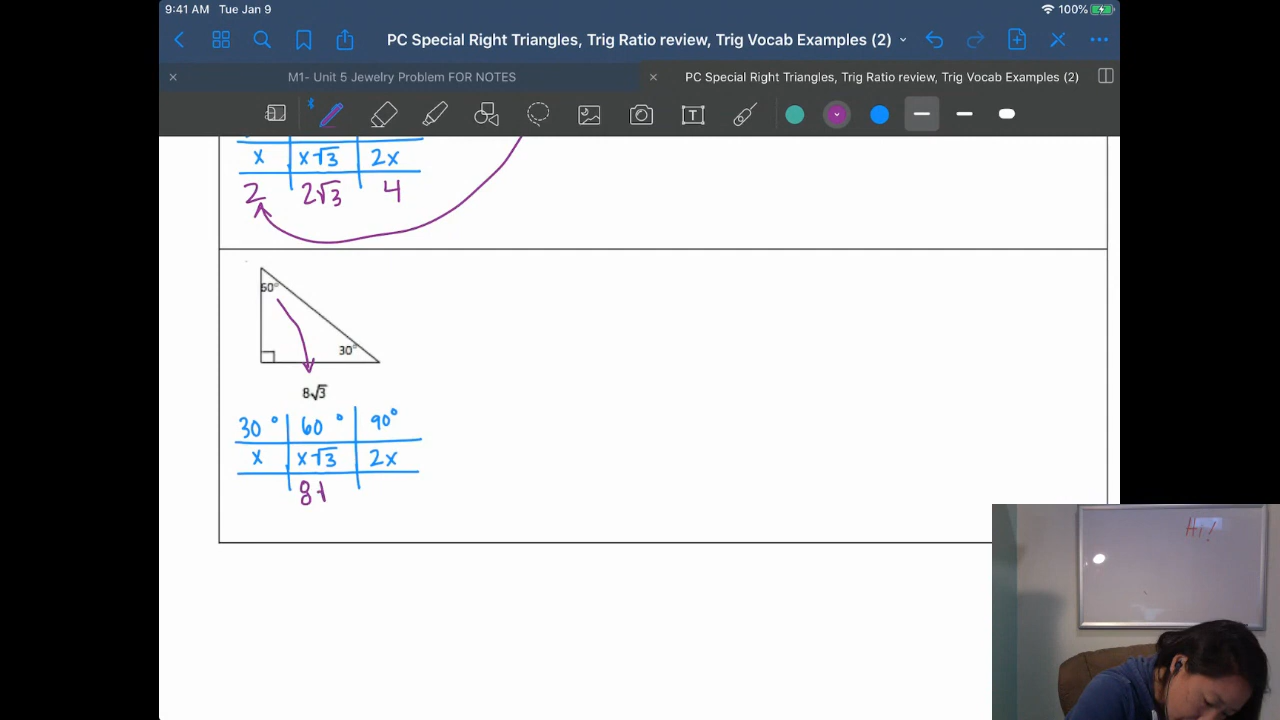 9:41 AM Tue Jan 9
100%
PC Special Right Triangles, Trig Ratio review, Trig Vocab Examples (2)
M1- Unit 5 Jewelry Problem FOR NOTES
PC Special Right Triangles, Trig Ratio review, Trig Vocab Examples (2)
T
x x√3 2x
2 2√3 4
60°
30°
8√3
30° 60° 90°
x x√3 2x
8√
Hi!